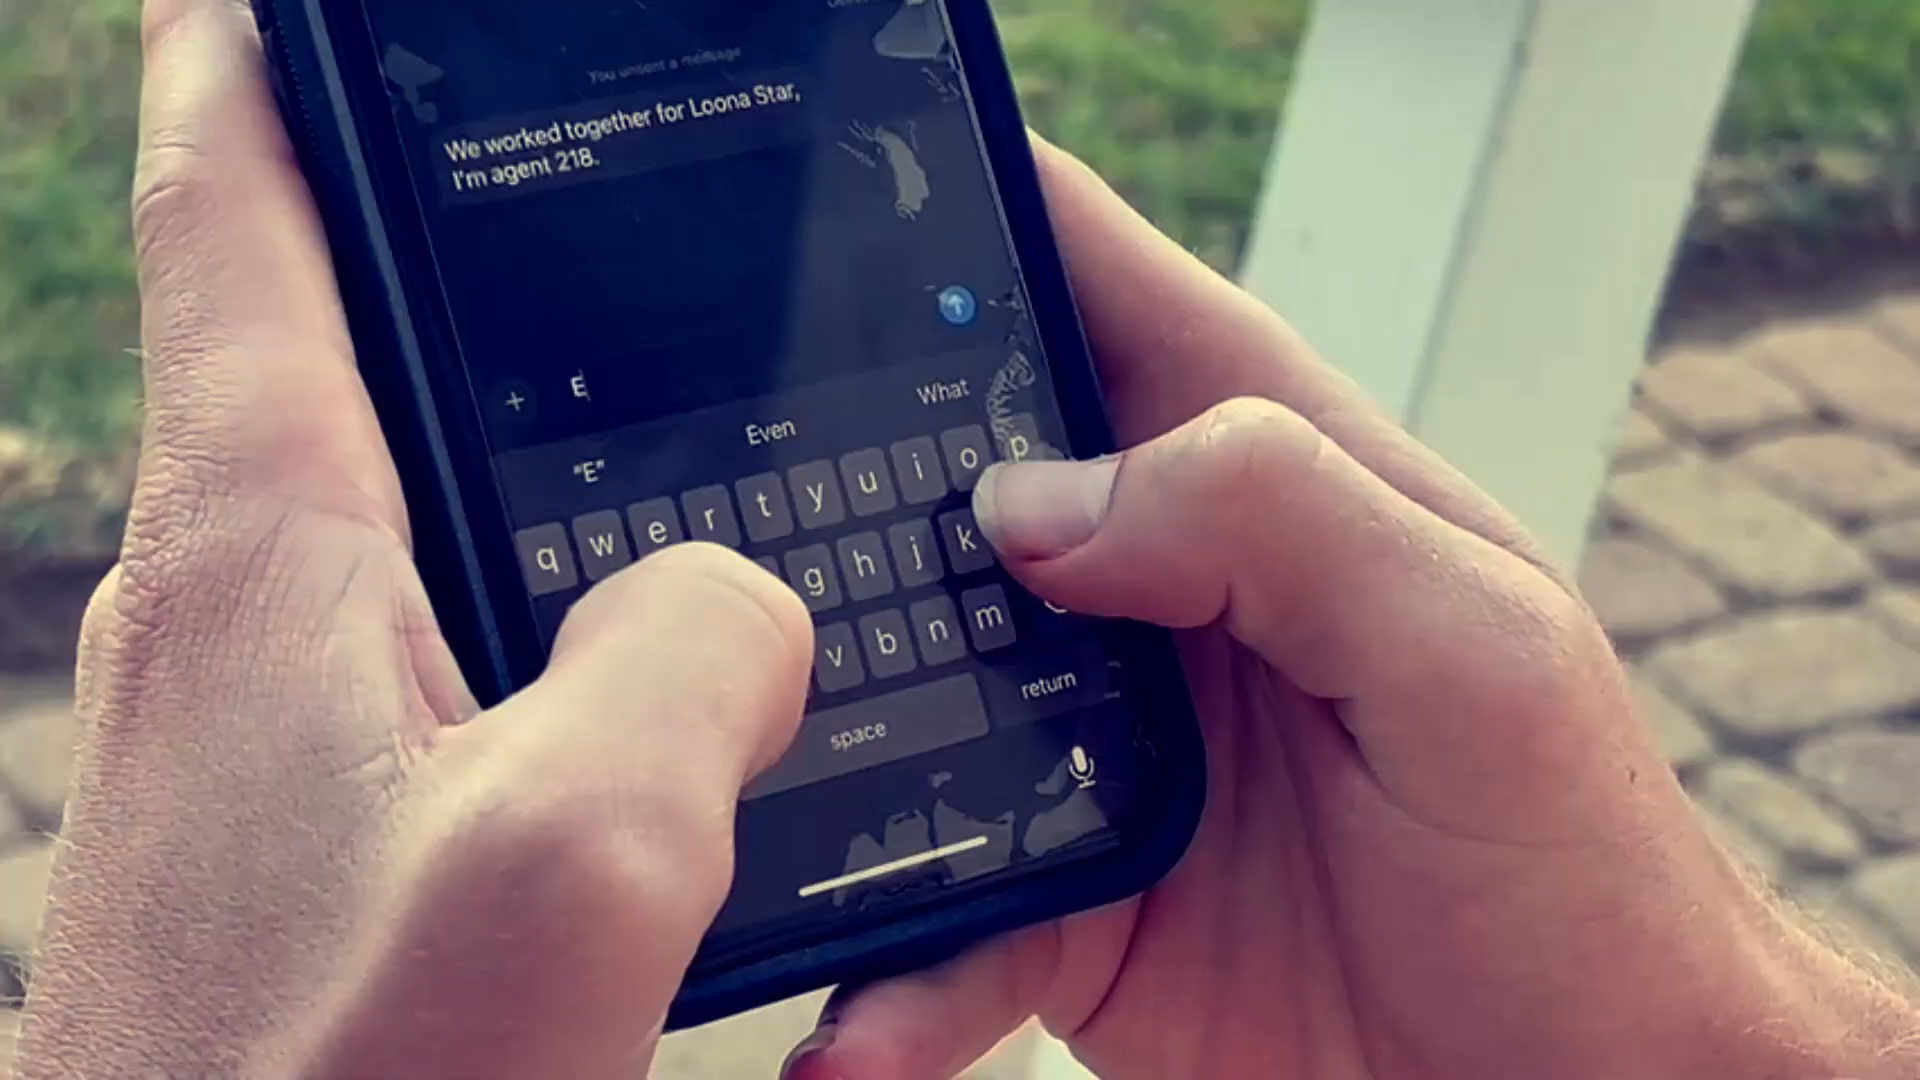 You unsent a message
We worked together for Loona Star,
I'm agent 218.
E
"E" Even What
q w e r t y u i o p
g h j k
v b n m
space return